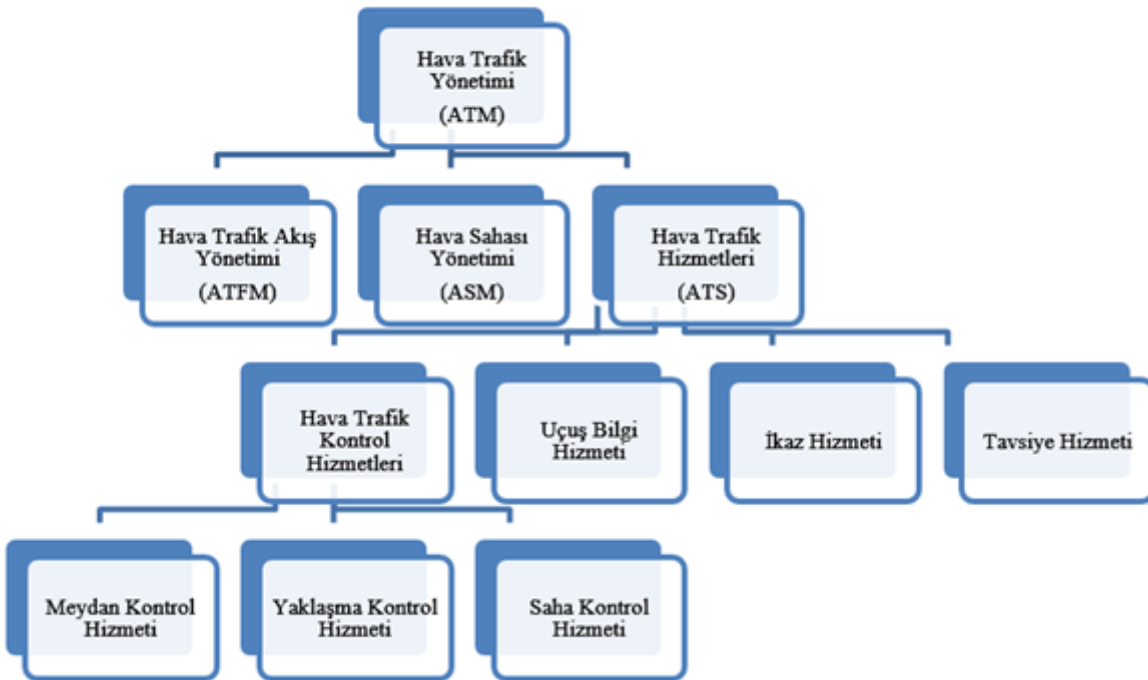 Hava Trafik
Yönetimi
(ATM)
Hava Trafik Akış
Yönetimi
(ATFM)
Hava Sahası
Yönetimi
(ASM)
Hava Trafik
Hizmetleri
(ATS)
Hava Trafik
Kontrol
Hizmetleri
Uçuş Bilgi
Hizmeti
İkaz Hizmeti
Tavsiye Hizmeti
Meydan Kontrol
Hizmeti
Yaklaşma Kontrol
Hizmeti
Saha Kontrol
Hizmeti